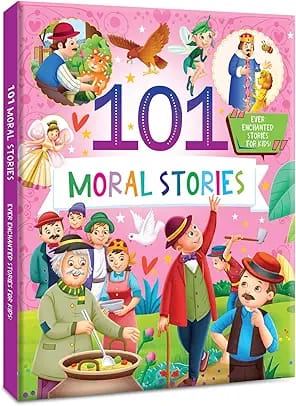 101
MORAL STORIES
EVER
ENCHANTED
STORIES
FOR KIDS!
101 MORAL STORIES
EVER ENCHANTED STORIES FOR KIDS!